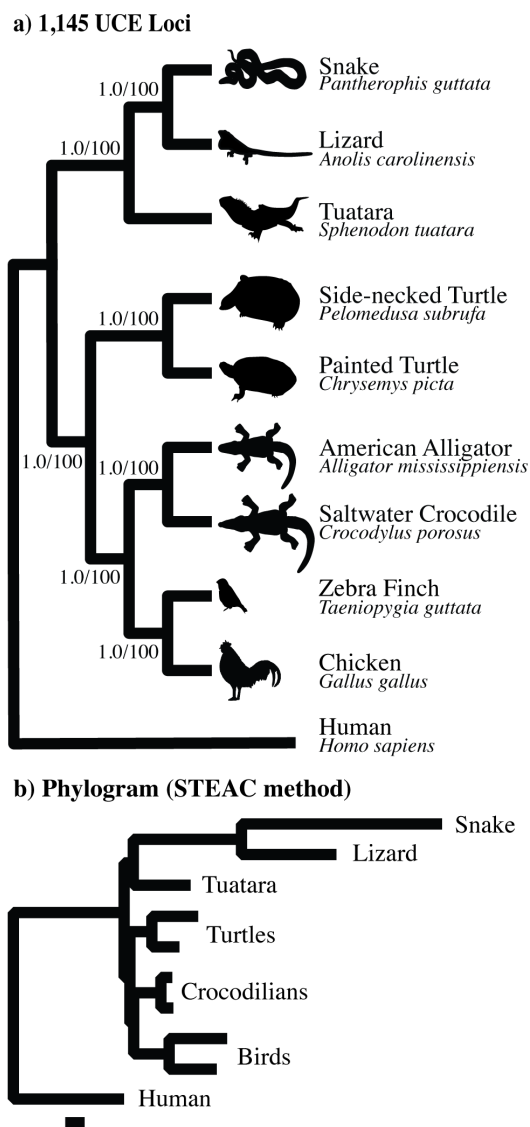 a) 1,145 UCE Loci
1.0/100
Snake
Pantherophis guttata
1.0/100
Lizard
Anolis carolinensis
Tuatara
Sphenodon tuatara
1.0/100
Side-necked Turtle
Pelomedusa subrufa
Painted Turtle
Chrysemys picta
1.0/100
1.0/100
American Alligator
Alligator mississippiensis
Saltwater Crocodile
Crocodylus porosus
1.0/100
Zebra Finch
Taeniopygia guttata
1.0/100
Chicken
Gallus gallus
Human
Homo sapiens
b) Phylogram (STEAC method)
Snake
Lizard
Tuatara
Turtles
Crocodilians
Birds
Human